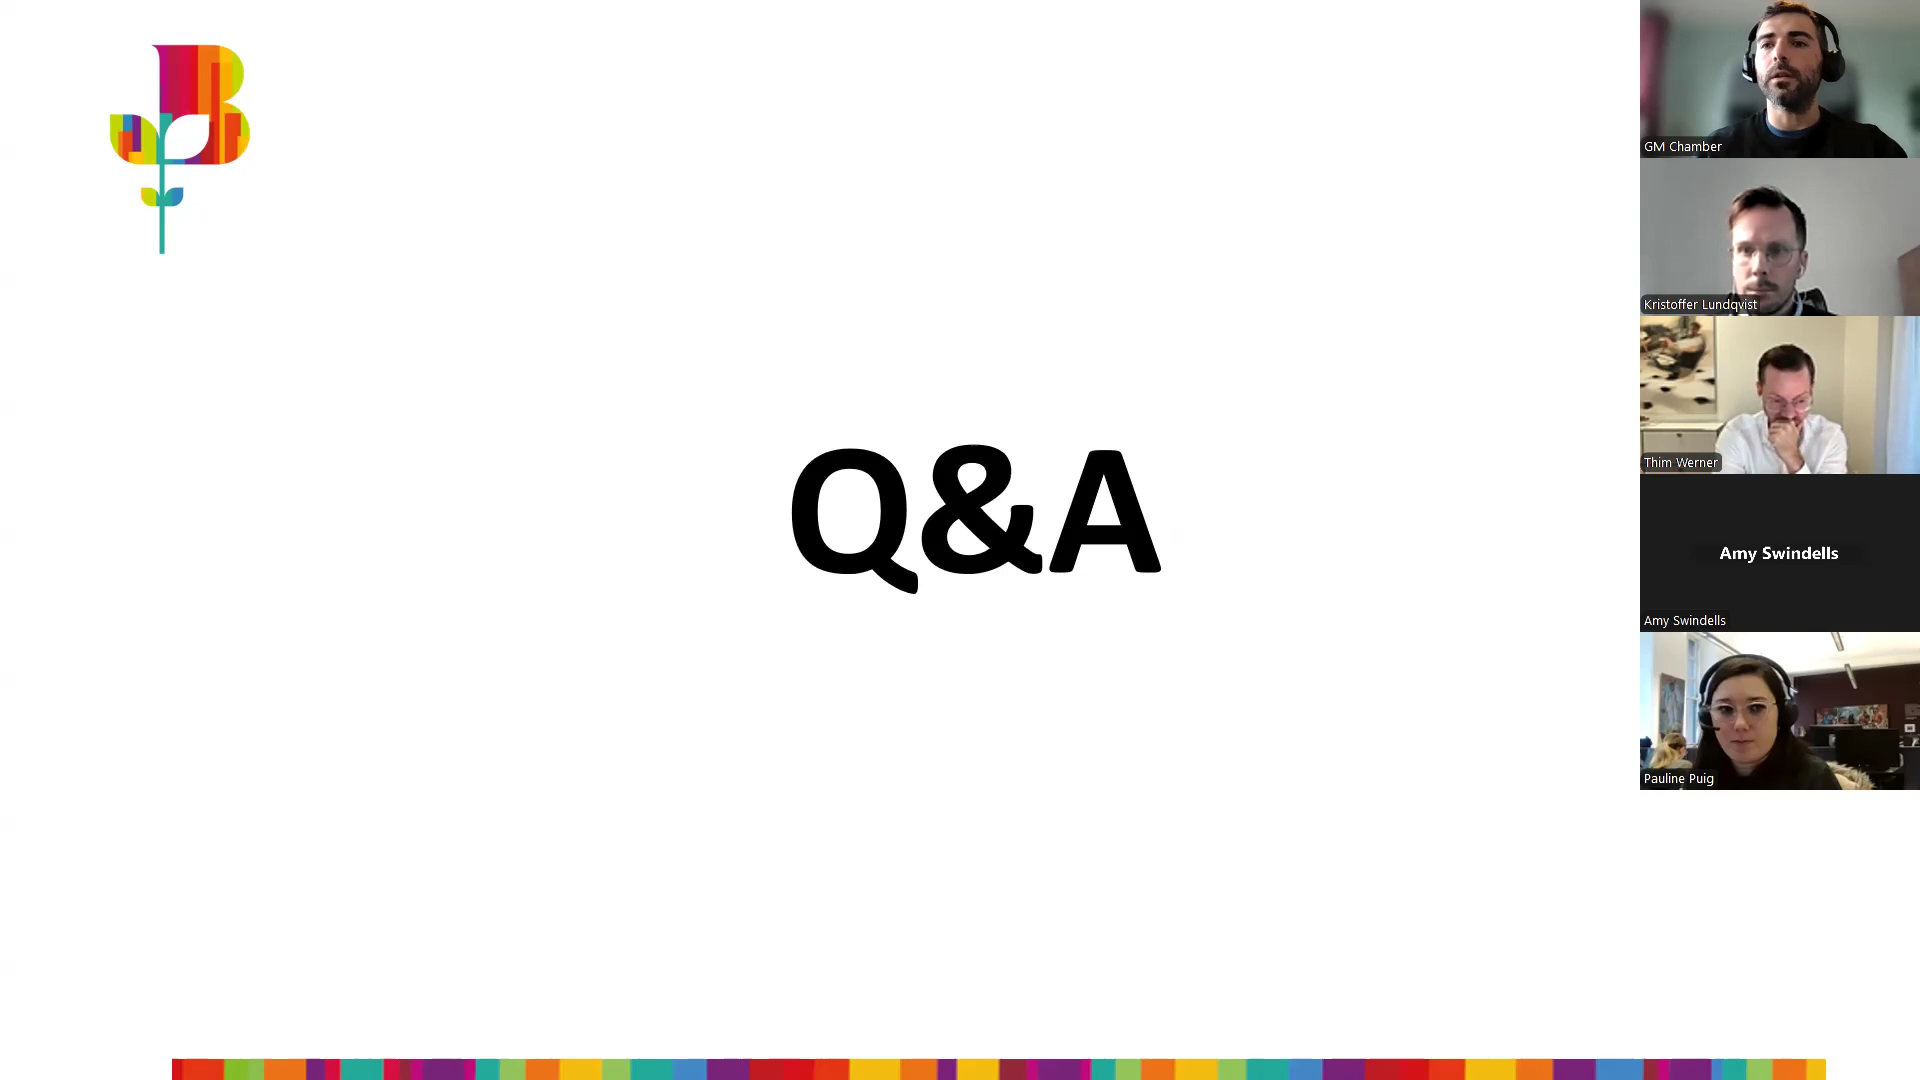 Q&A
GM Chamber
Kristoffer Lundqvist
Thim Werner
Amy Swindells
Amy Swindells
Pauline Puig